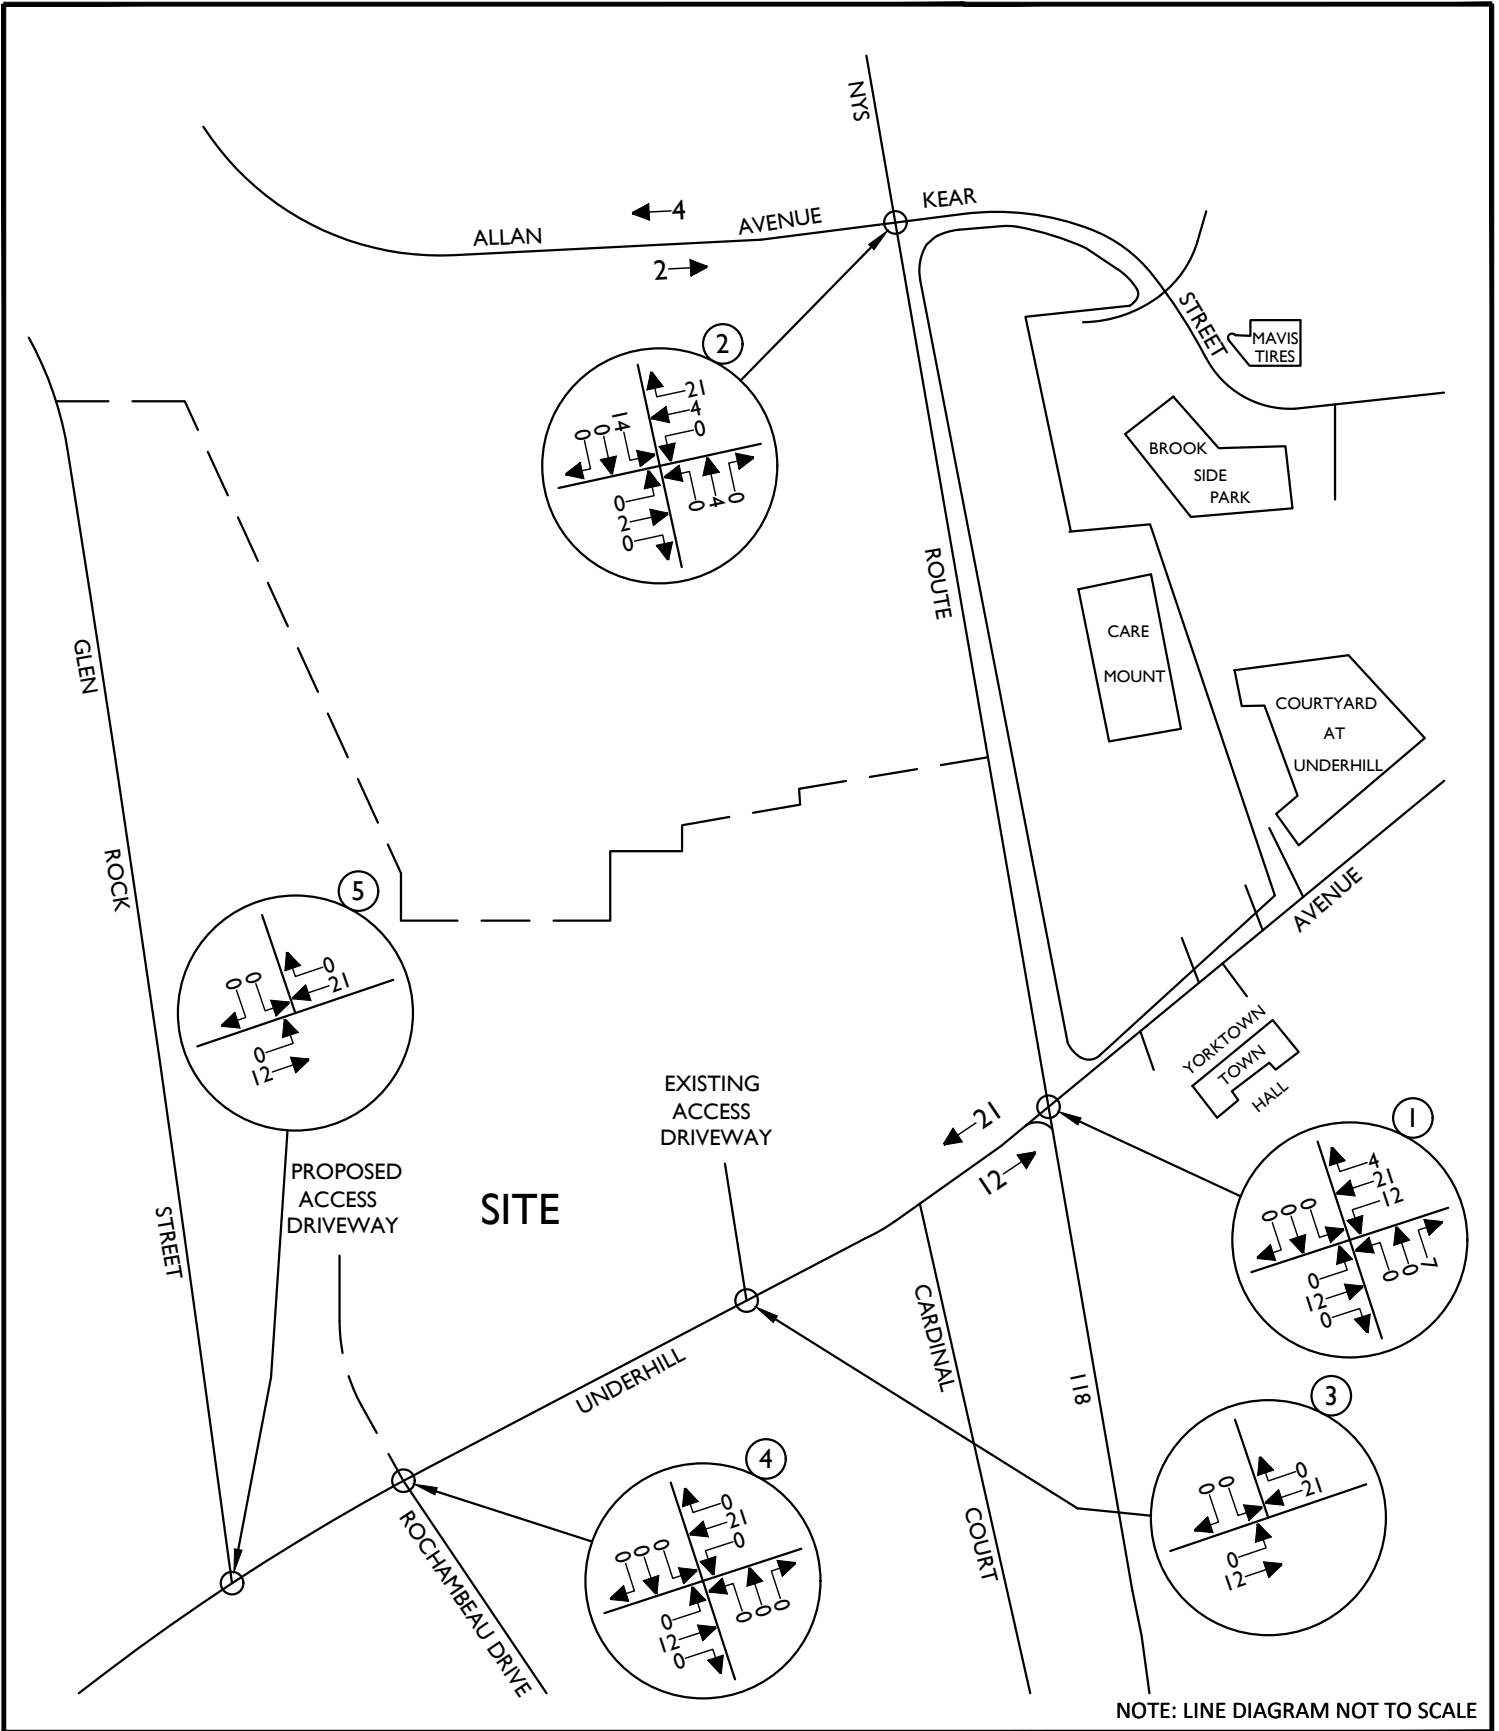 NYS
KEAR
4
ALLAN
AVENUE
2
STREET
MAVIS
TIRES
2
21
4
0
0
0
14
0
2
0
0
4
0
BROOK
SIDE
PARK
ROUTE
GLEN
CARE
MOUNT
COURTYARD
AT
UNDERHILL
ROCK
AVENUE
5
0
0
0
21
0
12
YORKTOWN
TOWN
HALL
EXISTING
ACCESS
DRIVEWAY
21
12
1
4
21
12
0
0
0
0
12
0
0
0
7
PROPOSED
ACCESS
DRIVEWAY
SITE
STREET
CARDINAL
UNDERHILL
118
3
0
0
0
21
0
12
4
0
21
0
0
0
0
0
12
0
0
0
0
ROCHAMBEAU DRIVE
COURT
NOTE: LINE DIAGRAM NOT TO SCALE